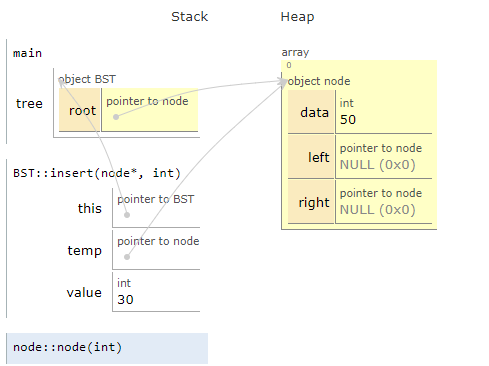 Stack
Heap
main
tree
object BST
root
pointer to node
array
0
object node
data
int
50
left
pointer to node
NULL (0x0)
right
pointer to node
NULL (0x0)
BST::insert(node*, int)
this
pointer to BST
temp
pointer to node
value
int
30
node::node(int)